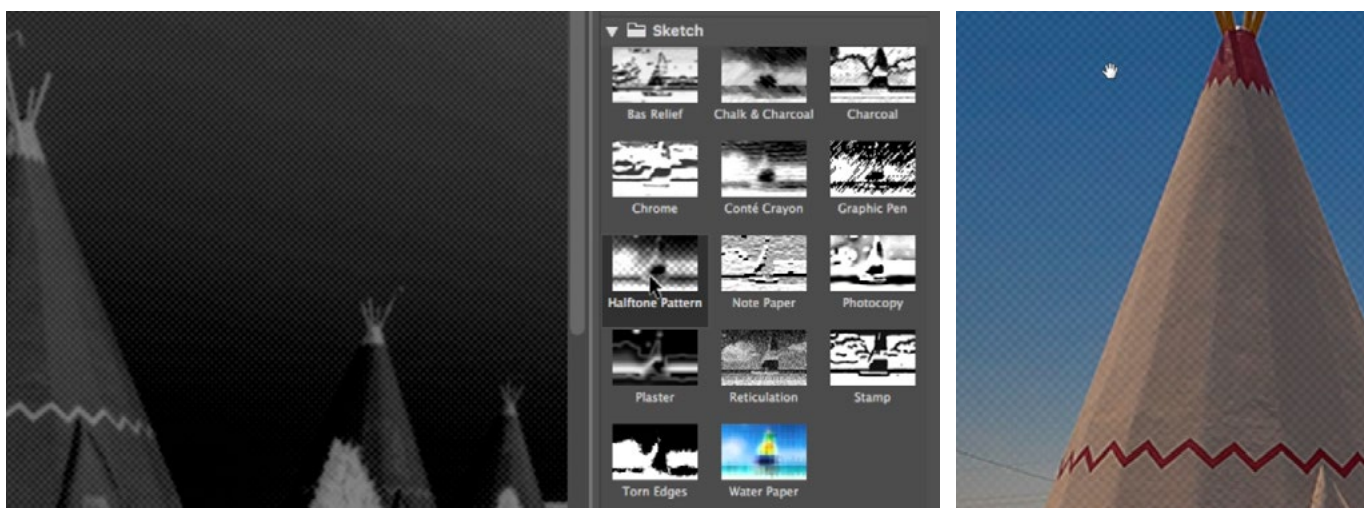 Sketch
Bas Relief
Chalk & Charcoal
Charcoal
Chrome
Conté Crayon
Graphic Pen
Halftone Pattern
Note Paper
Photocopy
Plaster
Reticulation
Stamp
Torn Edges
Water Paper